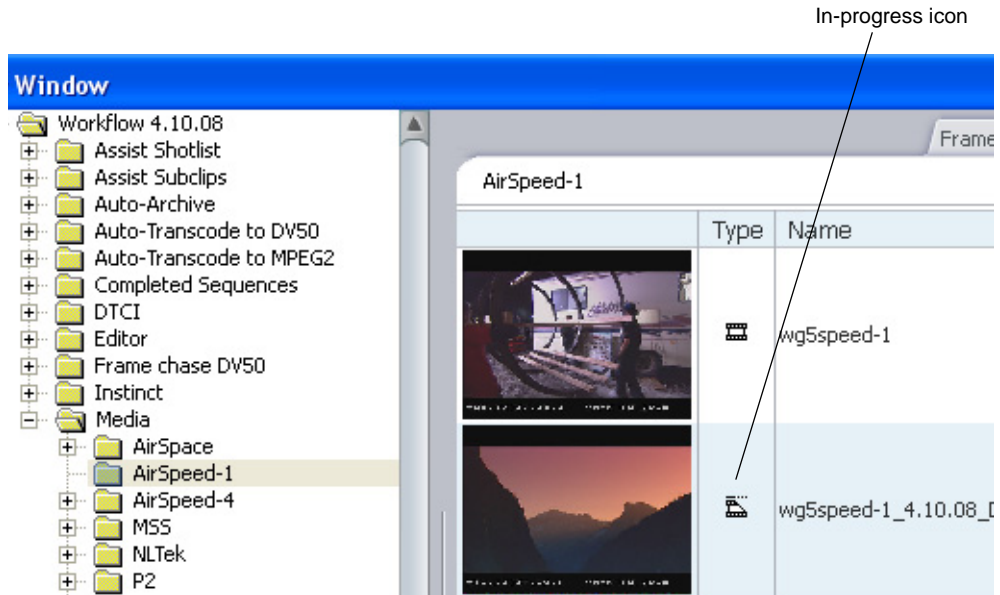 In-progress icon
Window
Workflow 4.10.08
Assist Shotlist
Assist Subclips
Auto-Archive
Auto-Transcode to DV50
Auto-Transcode to MPEG2
Completed Sequences
DTCI
Editor
Frame chase DV50
Instinct
Media
AirSpace
AirSpeed-1
AirSpeed-4
MSS
NLTek
P2
Frame
AirSpeed-1
Type Name
wg5speed-1
wg5speed-1_4.10.08_D